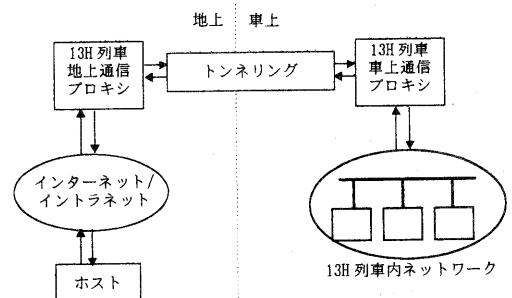 地上 車上
13H 列車
地上通信
プロキシ
トンネリング
13H 列車
車上通信
プロキシ
インターネット/
イントラネット
ホスト
13H 列車内ネットワーク